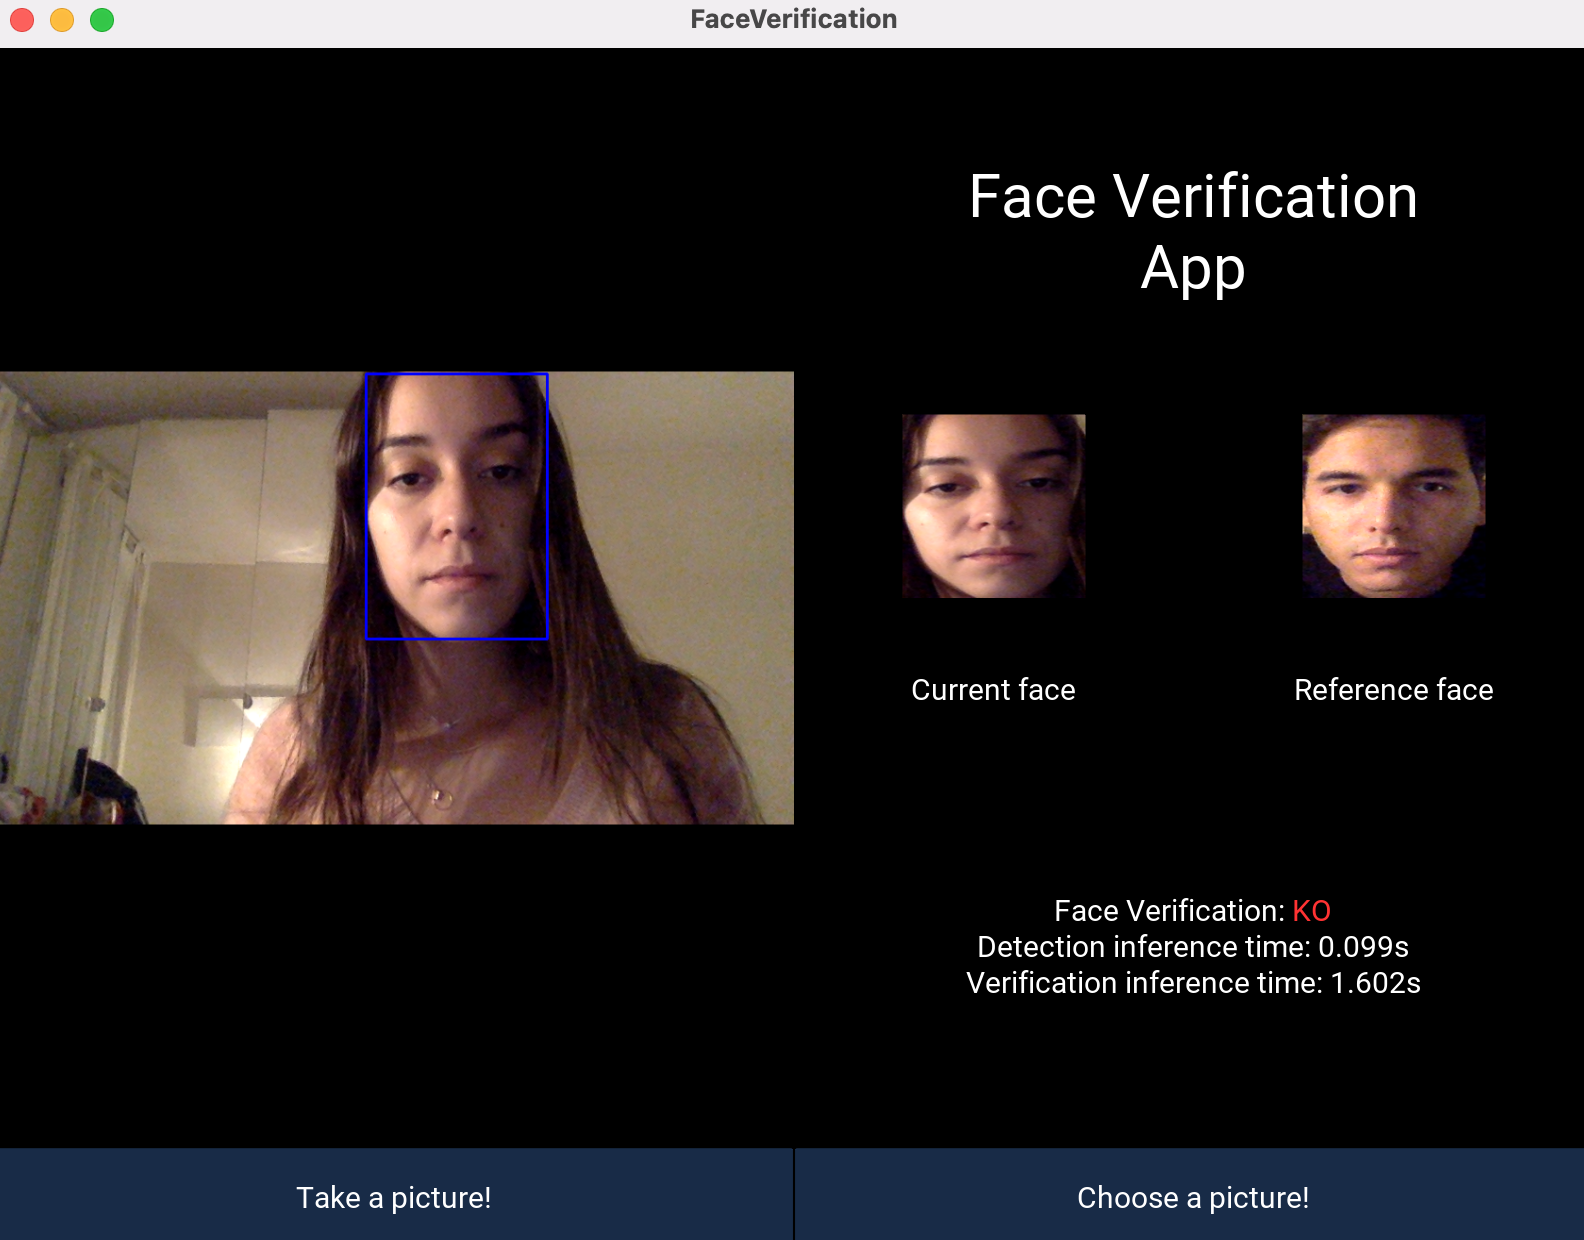 FaceVerification
Face Verification
App
Current face
Reference face
Face Verification: KO
Detection inference time: 0.099s
Verification inference time: 1.602s
Take a picture!
Choose a picture!